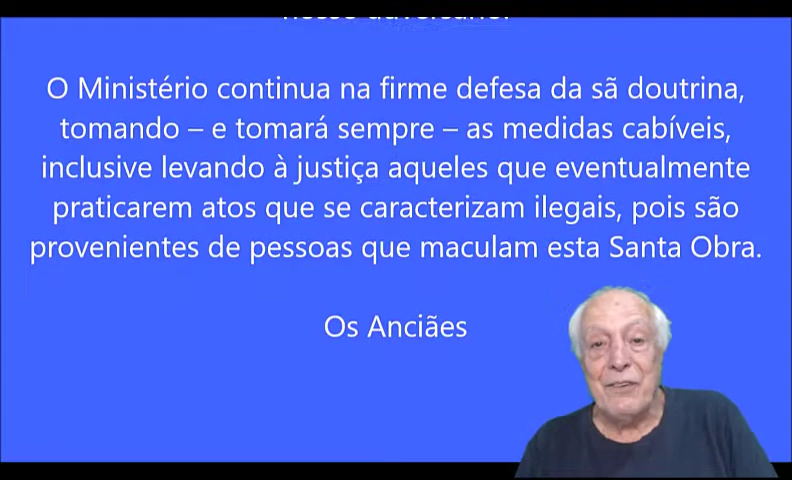 O Ministério continua na firme defesa da sã doutrina,
tomando – e tomará sempre – as medidas cabíveis,
inclusive levando à justiça aqueles que eventualmente
praticarem atos que se caracterizam ilegais, pois são
provenientes de pessoas que maculam esta Santa Obra.
Os Anciães